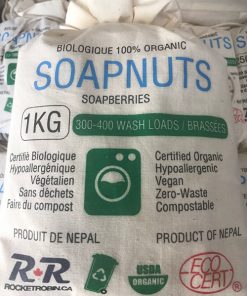 BIOLOGIQUE 100% ORGANIC
SOAPNUTS
SOAPBERRIES
1KG
300-400 WASH LOADS / BRASSÉES
Certifié Biologique
Hypoallergénique
Végétalien
Sans déchets
Faire du compost
Certified Organic
Hypoallergenic
Vegan
Zero-Waste
Compostable
PRODUIT DE NEPAL
PRODUCT OF NEPAL
R R
ROCKETROBIN.CA
USDA
ORGANIC
ECO
CERT